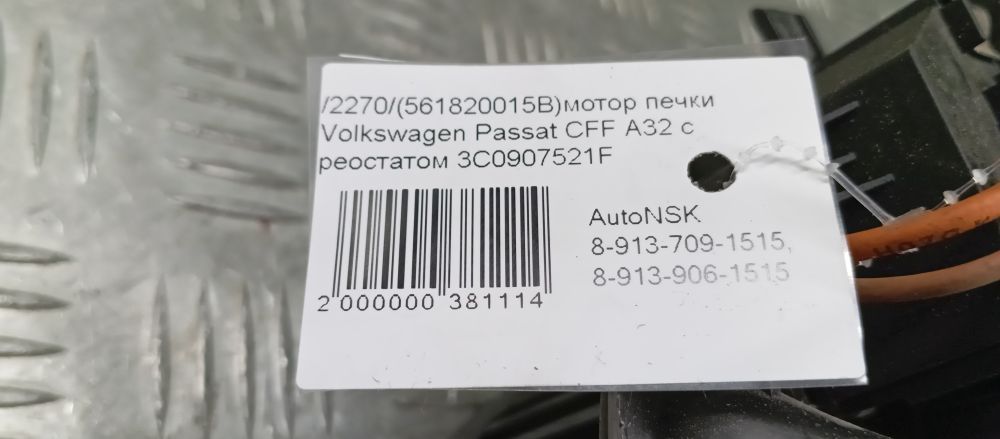 /2270/(561820015B)мотор печки
Volkswagen Passat CFF A32 с
реостатом 3C0907521F
AutoNSK
8-913-709-1515,
8-913-906-1515
2 000000 381114